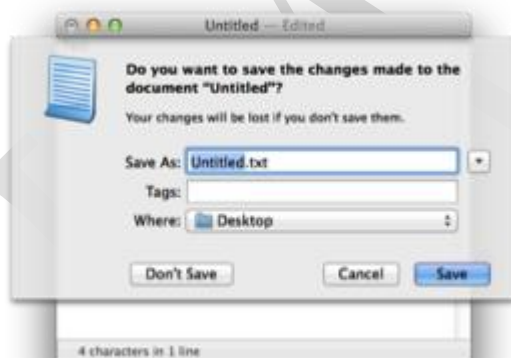 Untitled — Edited
Do you want to save the changes made to the
document "Untitled"?
Your changes will be lost if you don't save them.
Save As: Untitled.txt
Tags:
Where: Desktop
Don't Save Cancel Save
4 characters in 1 line